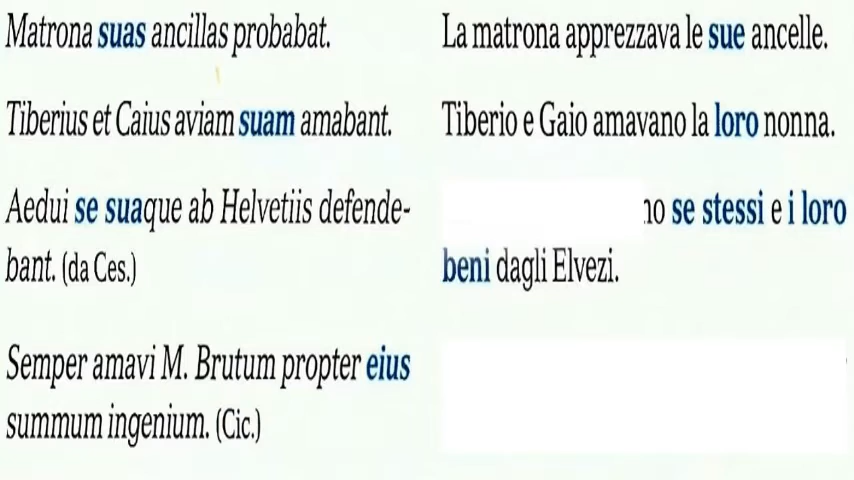 Matrona suas ancillas probabat.
La matrona apprezzava le sue ancelle.
Tiberius et Caius aviam suam amabant.
Tiberio e Gaio amavano la loro nonna.
Aedui se suaque ab Helvetiis defende-
bant. (da Ces.)
no se stessi e i loro
beni dagli Elvezi.
Semper amavi M. Brutum propter eius
summum ingenium. (Cic.)